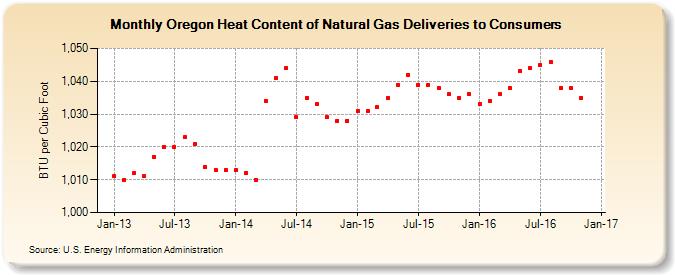 Monthly Oregon Heat Content of Natural Gas Deliveries to Consumers
BTU per Cubic Foot
1,050
1,040
1,030
1,020
1,010
1,000
Jan-13 Jul-13 Jan-14 Jul-14 Jan-15 Jul-15 Jan-16 Jul-16 Jan-17
Source: U.S. Energy Information Administration